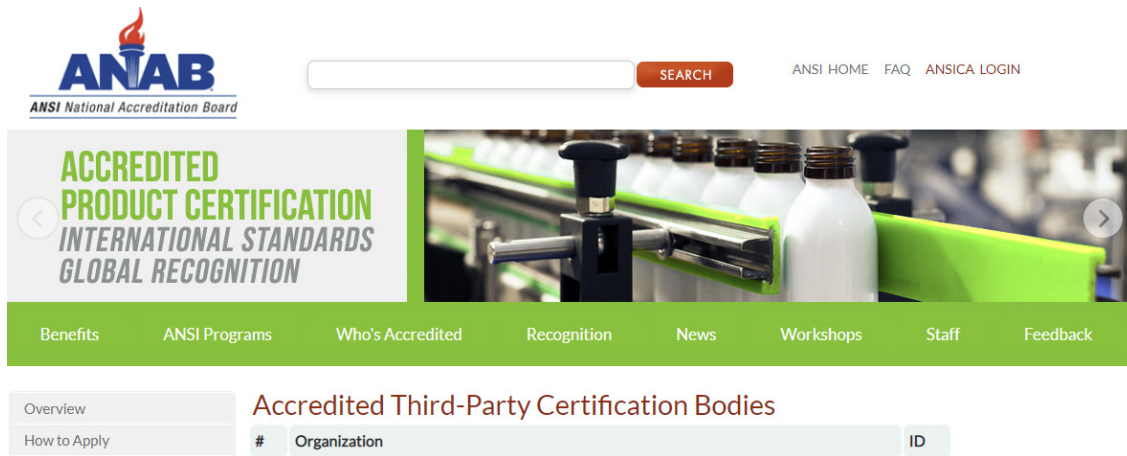 ANAB
ANSI National Accreditation Board
SEARCH
ANSI HOME FAQ ANSICA LOGIN
ACCREDITED
PRODUCT CERTIFICATION
INTERNATIONAL STANDARDS
GLOBAL RECOGNITION
Benefits ANSI Programs Who's Accredited Recognition News Workshops Staff Feedback
Overview
How to Apply
Accredited Third-Party Certification Bodies
# Organization ID